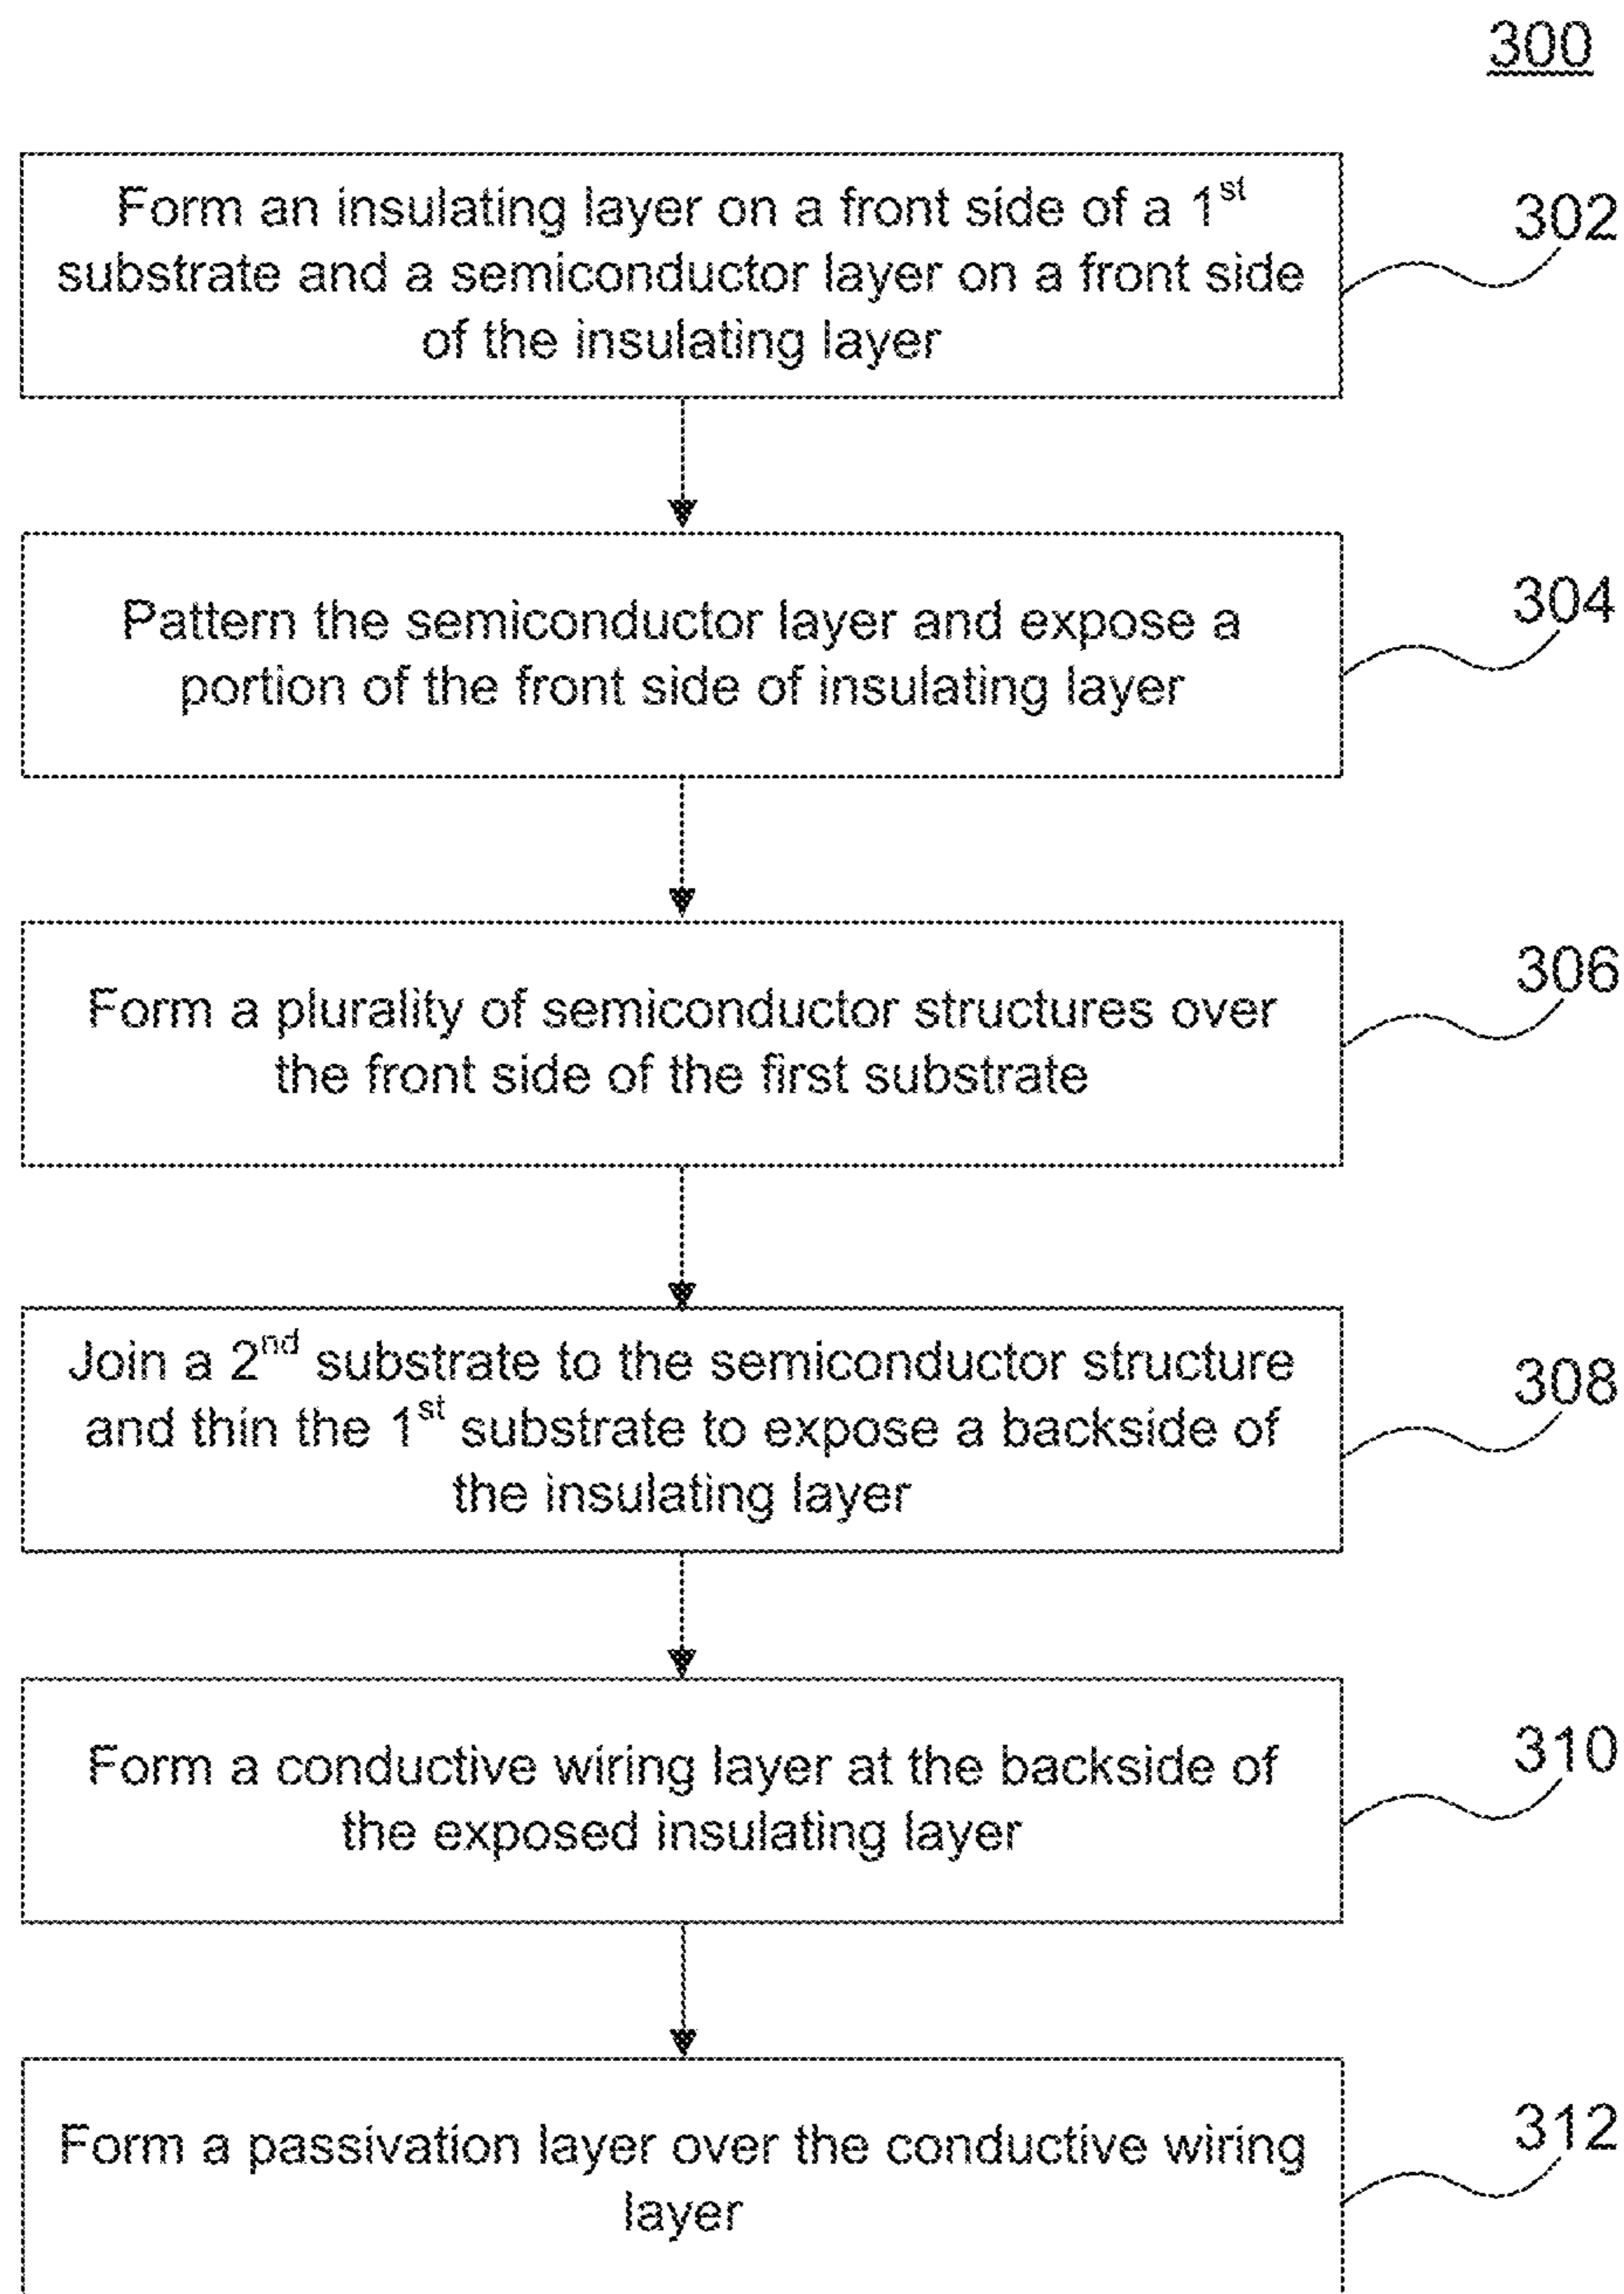 300
Form an insulating layer on a front side of a 1st
substrate and a semiconductor layer on a front side
of the insulating layer
302
Pattern the semiconductor layer and expose a
portion of the front side of insulating layer
304
Form a plurality of semiconductor structures over
the front side of the first substrate
306
Join a 2nd substrate to the semiconductor structure
and thin the 1st substrate to expose a backside of
the insulating layer
308
Form a conductive wiring layer at the backside of
the exposed insulating layer
310
Form a passivation layer over the conductive wiring
layer
312